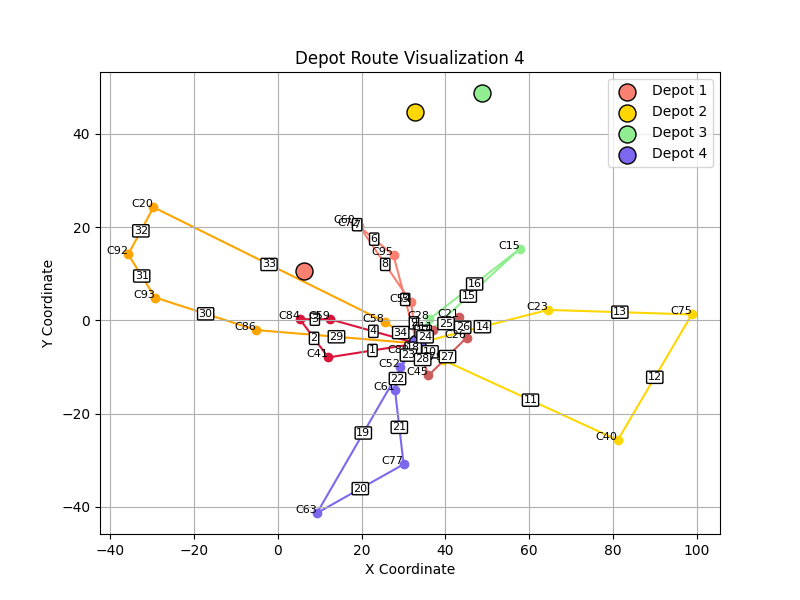 Depot Route Visualization 4
Depot 1
Depot 2
Depot 3
Depot 4
Y Coordinate
40
20
0
−20
−40
−40
−20
0
20
40
60
80
100
X Coordinate
C20
32
C92
31
C93
30
C86
33
C84
3
C59
2
C41
1
4
29
C58
34
C60
7
6
C95
8
C15
16
15
C28
C21
25
26
14
C26
24
C23
13
C75
12
C40
11
10
27
28
C45
23
C52
22
C61
19
21
C77
20
C63